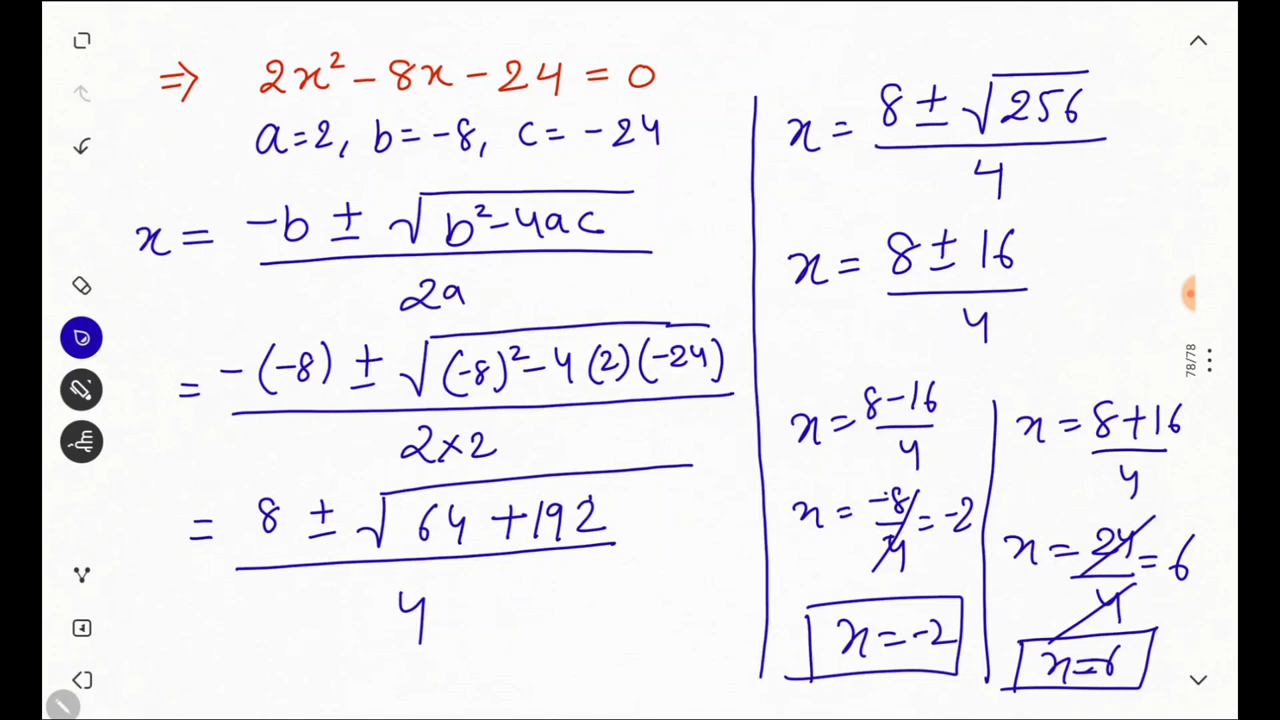 ⇒ 2x² - 8x - 24 = 0
a=2, b=-8, c= -24
x = (-b ± √(b²-4ac))/(2a)
= (-(-8) ± √((-8)²-4(2)(-24)))/(2×2)
= (8 ± √(64+192))/4
x = (8 ± √256)/4
x = (8 ± 16)/4
x = (8-16)/4
x = -8/4 = -2
x = -2
x = (8+16)/4
x = 24/4 = 6
x=6
78/78